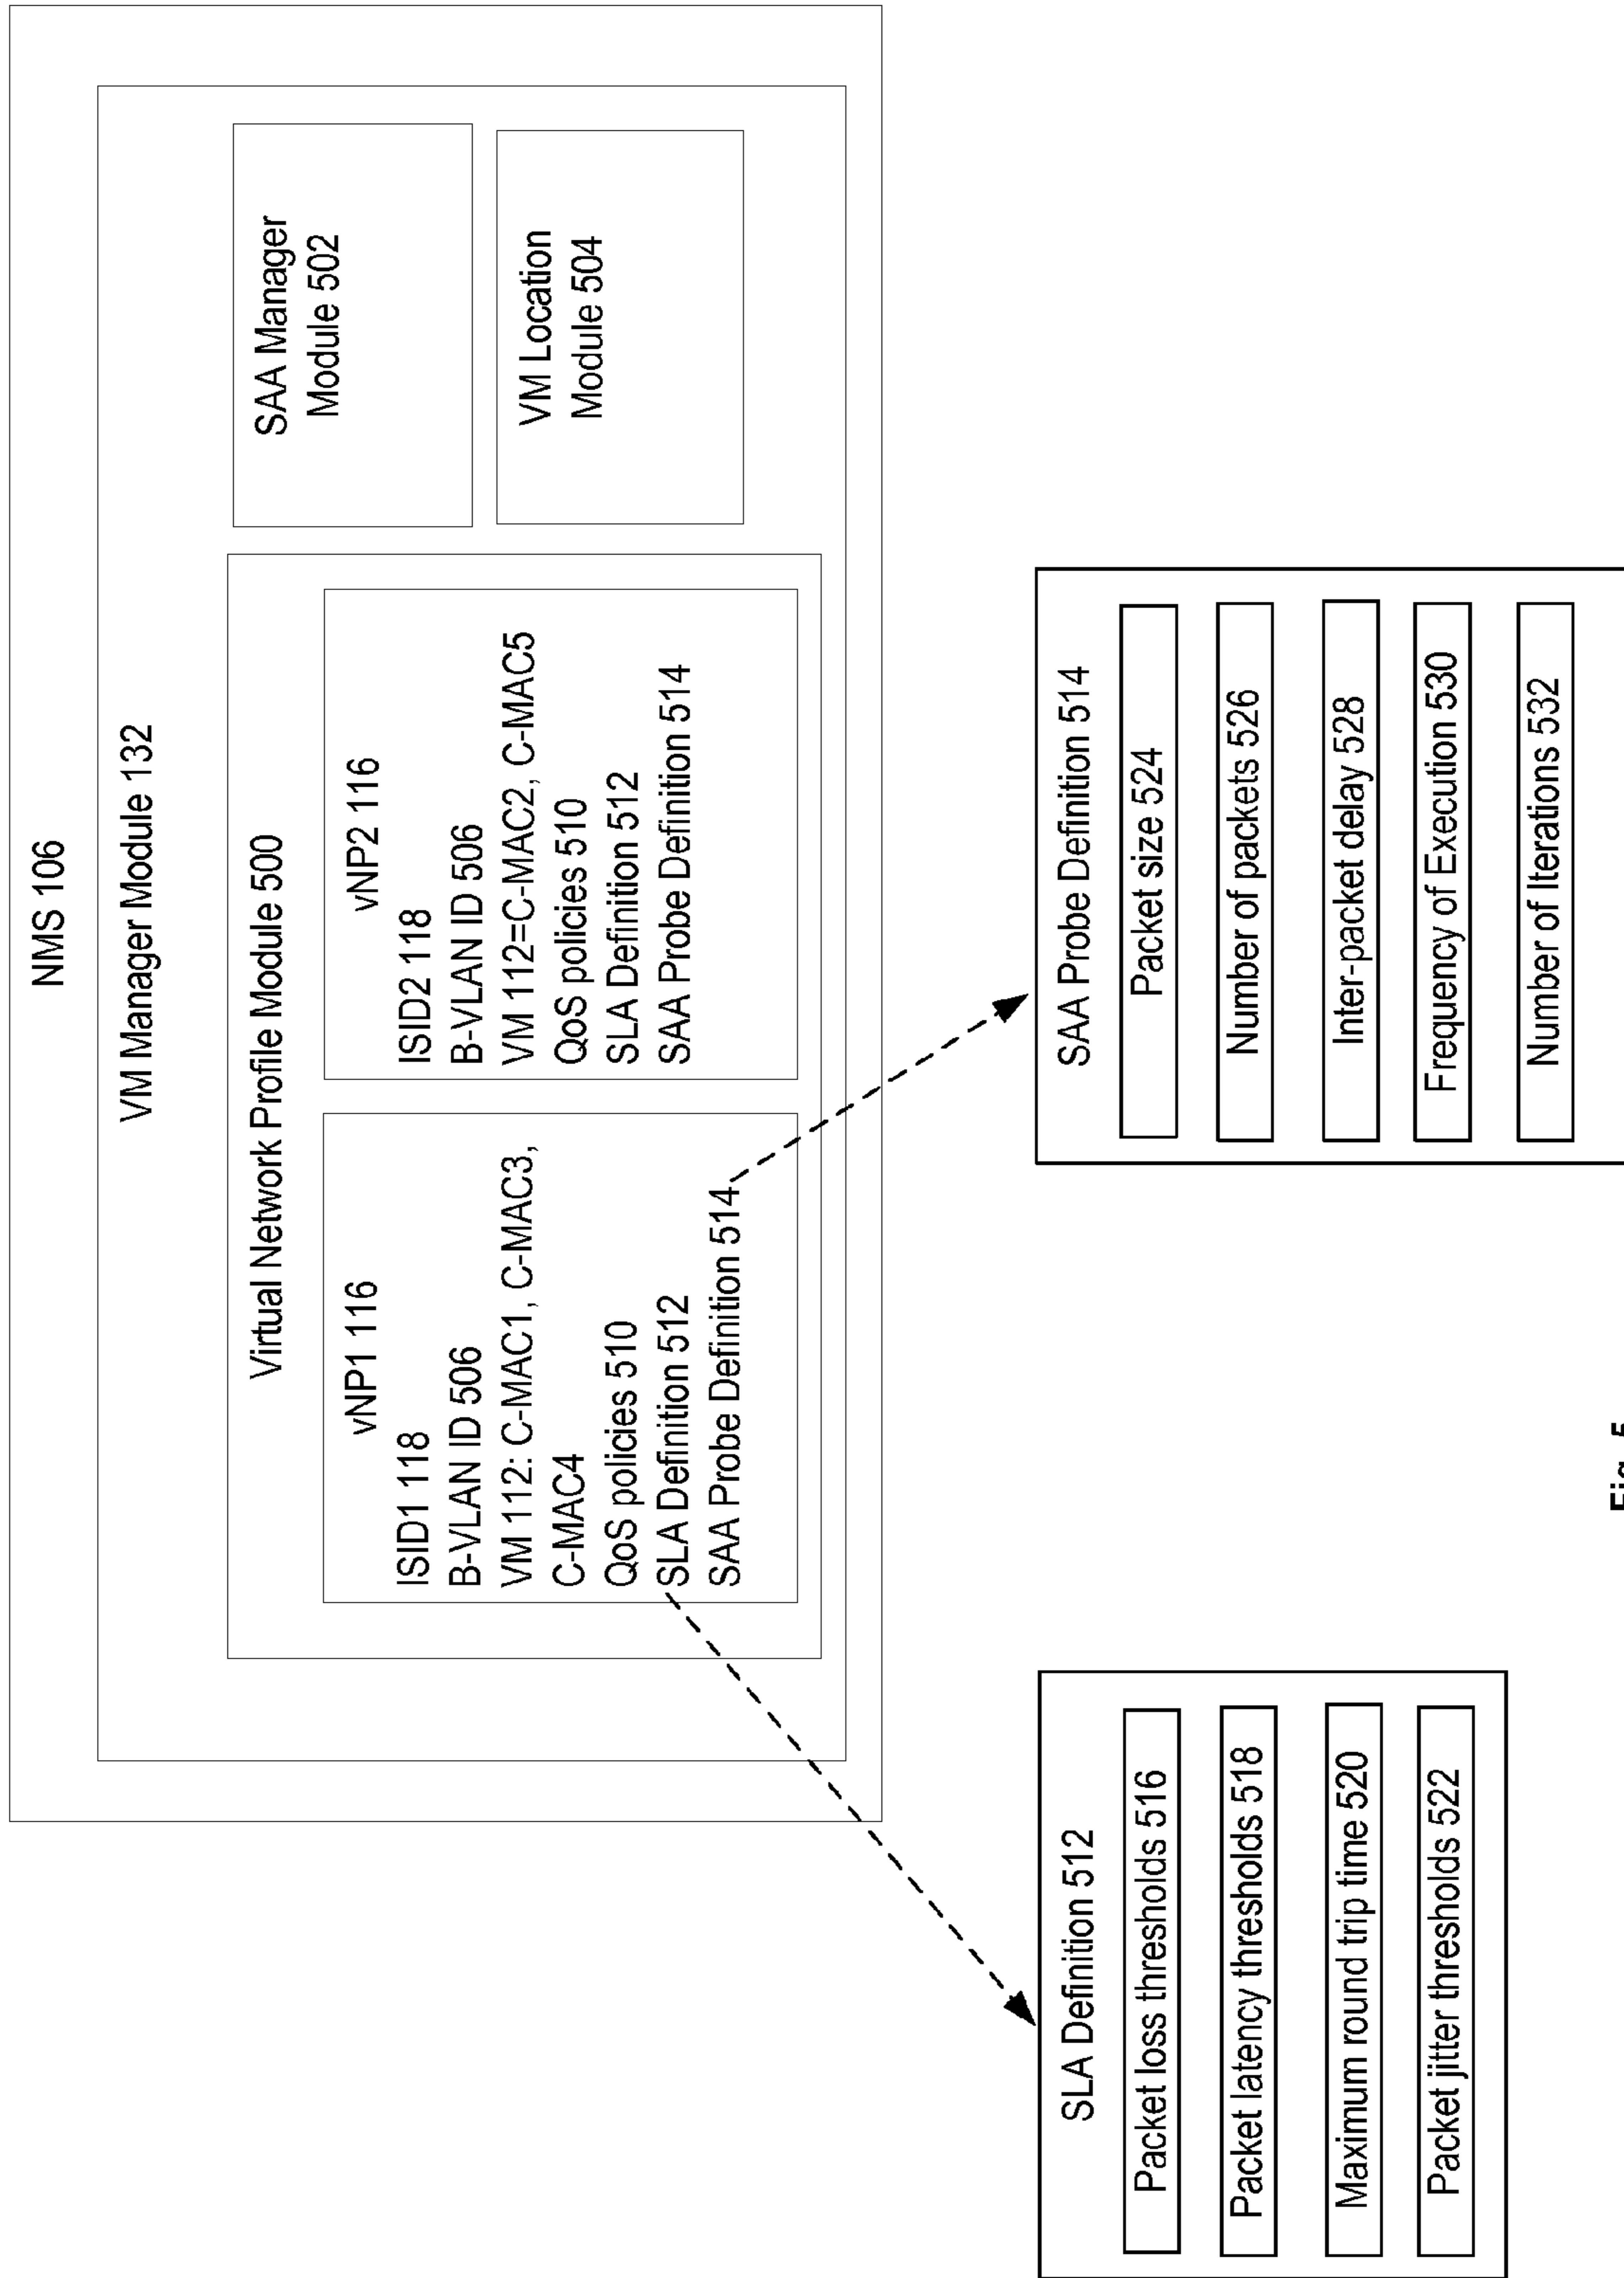 NMS 106
VM Manager Module 132
Virtual Network Profile Module 500
vNP1 116
ISID1 118
B-VLAN ID 506
VM 112: C-MAC1, C-MAC3,
C-MAC4
QoS policies 510
SLA Definition 512
SAA Probe Definition 514
vNP2 116
ISID2 118
B-VLAN ID 506
VM 112=C-MAC2, C-MAC5
QoS policies 510
SLA Definition 512
SAA Probe Definition 514
SAA Manager
Module 502
VM Location
Module 504
SLA Definition 512
Packet loss thresholds 516
Packet latency thresholds 518
Maximum round trip time 520
Packet jitter thresholds 522
SAA Probe Definition 514
Packet size 524
Number of packets 526
Inter-packet delay 528
Frequency of Execution 530
Number of Iterations 532
Fig. 5